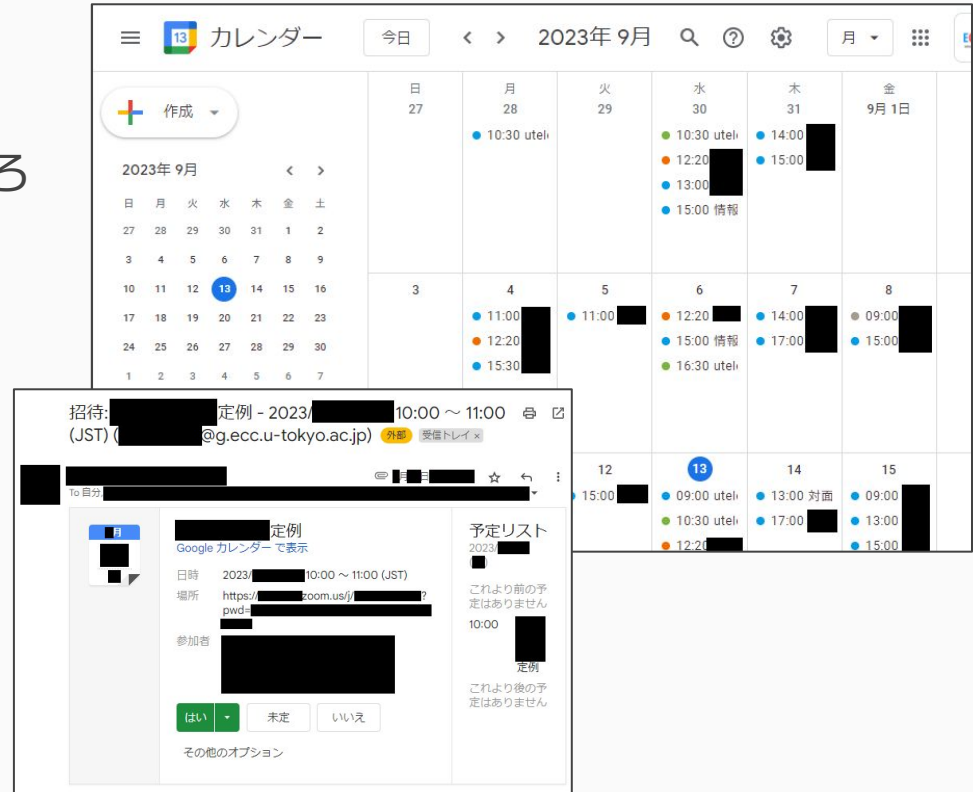 ろ
13 カレンダー 今日 2023年 9月 月
作成
2023年 9月
日 月 火 水 木 金 土
27 28 29 30 31 1 2
3 4 5 6 7 8 9
10 11 12 13 14 15 16
17 18 19 20 21 22 23
24 25 26 27 28 29 30
1 2 3 4 5 6 7
日 月 火 水 木 金
27 28 29 30 31 9月 1日
10:30 utel 10:30 utel 14:00
12:20 15:00
13:00
15:00 情報
3 4 5 6 7 8
11:00 11:00 12:20 14:00 09:00
12:20 15:00 情報 17:00 15:00
15:30 16:30 utel
12 13 14 15
15:00 09:00 utel 13:00 対面 09:00
10:30 utel 17:00 13:00
12:20 15:00
招待: 定例 - 2023/ 10:00 ～ 11:00
(JST) ( @g.ecc.u-tokyo.ac.jp) 外部 受信トレイ ×
月 日
To 自分,
月
定例
Google カレンダー で表示
日時 2023/ 10:00 ～ 11:00 (JST)
場所 https:// zoom.us/j/ ?
pwd=
参加者
はい 未定 いいえ
その他のオプション
予定リスト
2023/
( )
これより前の予
定はありません
10:00
定例
これより後の予
定はありません